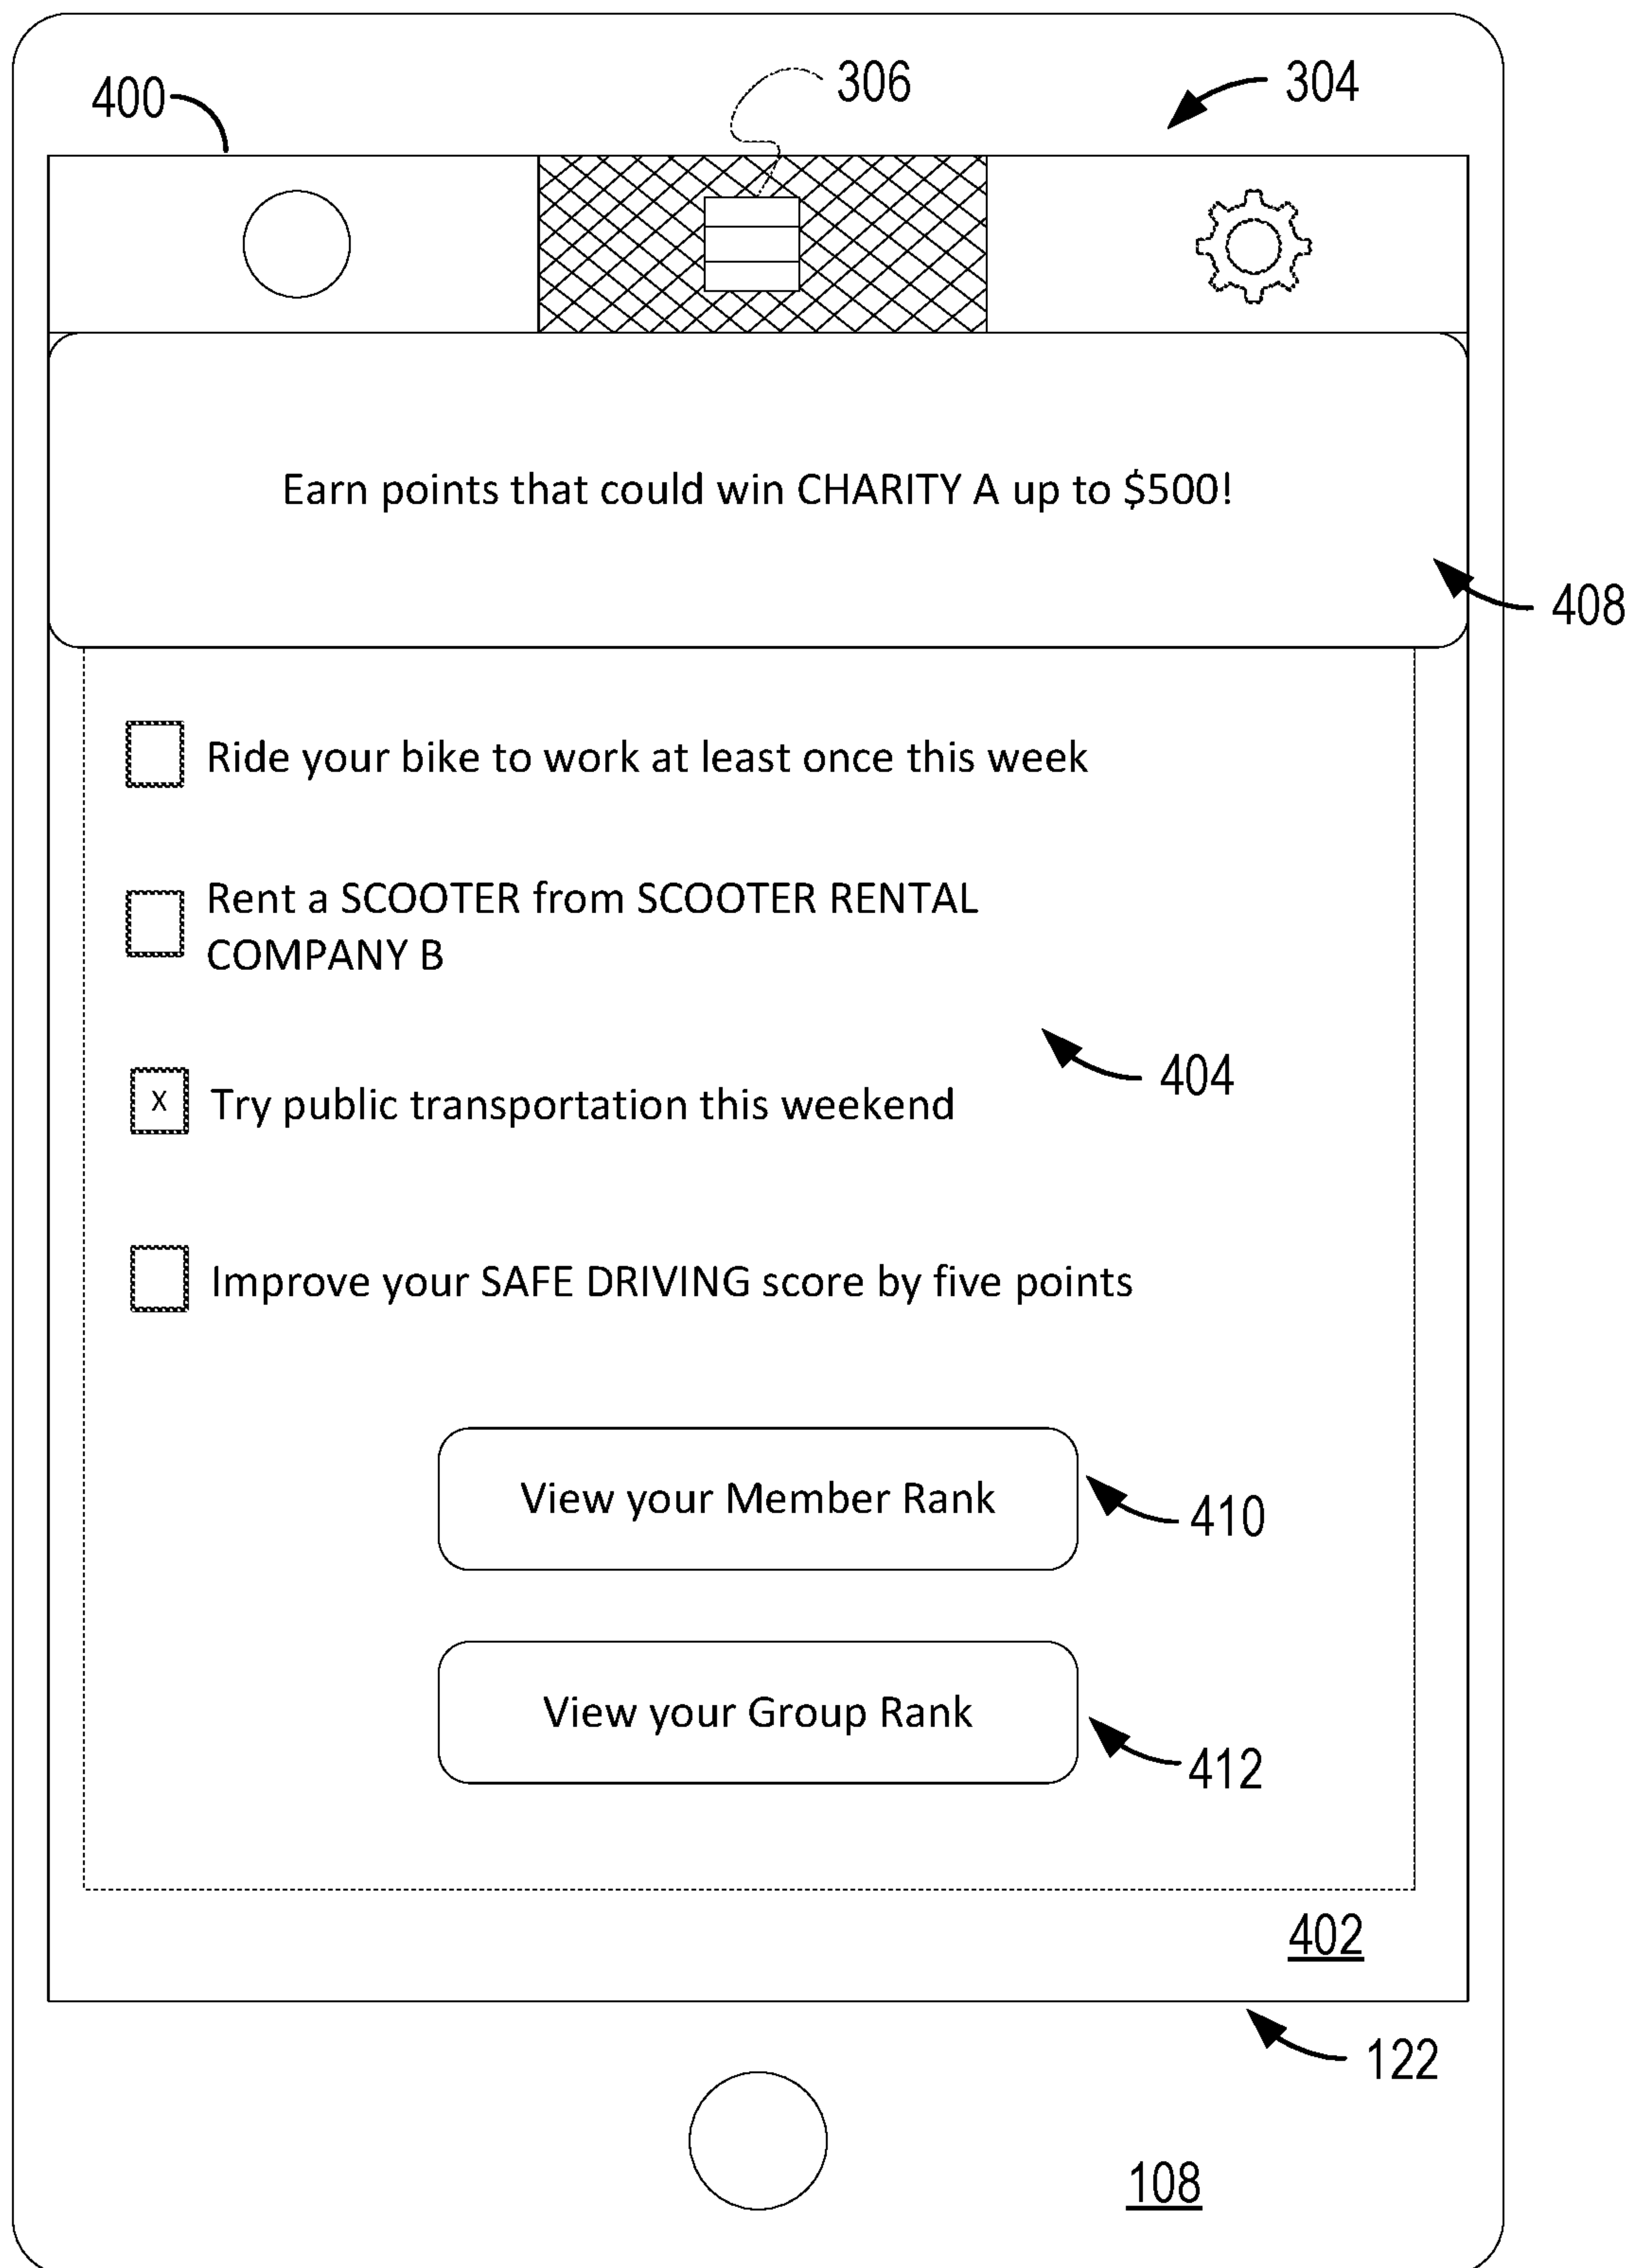 400
306
304
Earn points that could win CHARITY A up to $500!
408
Ride your bike to work at least once this week
Rent a SCOOTER from SCOOTER RENTAL
COMPANY B
404
X Try public transportation this weekend
Improve your SAFE DRIVING score by five points
View your Member Rank
410
View your Group Rank
412
402
122
108